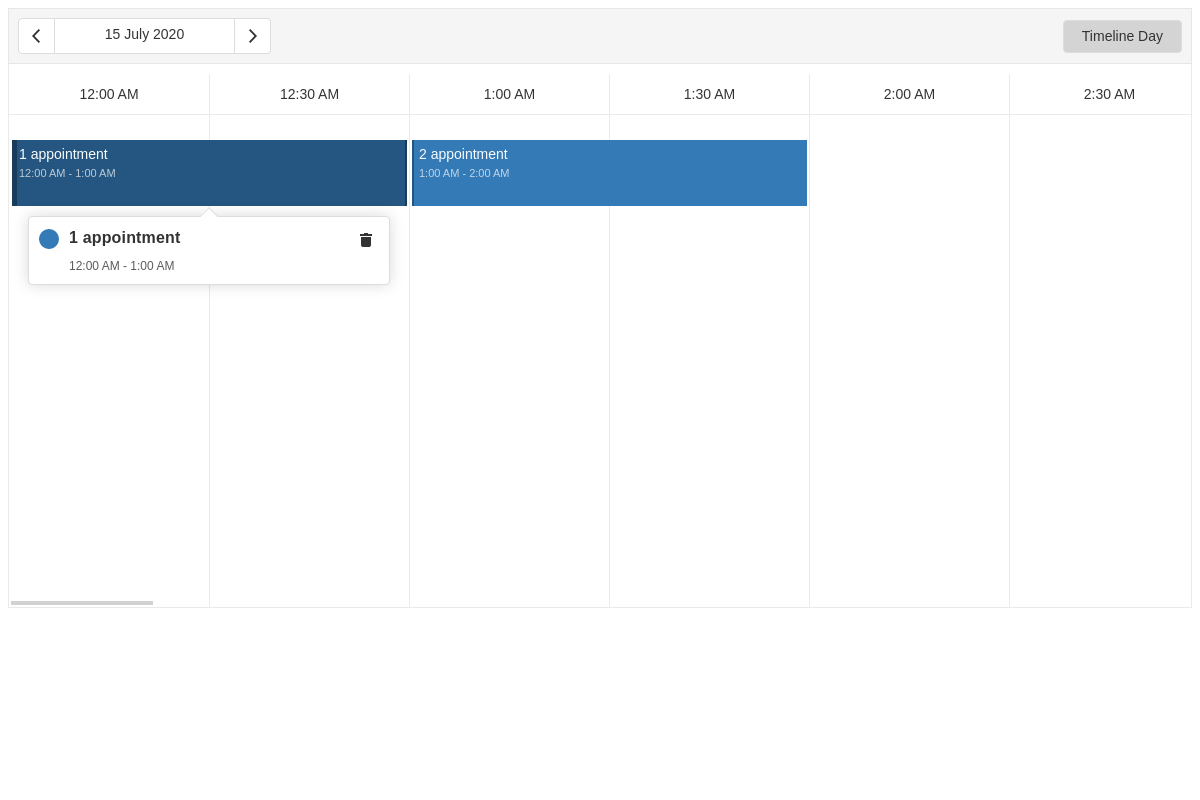 15 July 2020
Timeline Day
12:00 AM
12:30 AM
1:00 AM
1:30 AM
2:00 AM
2:30 AM
1 appointment
12:00 AM - 1:00 AM
2 appointment
1:00 AM - 2:00 AM
1 appointment
12:00 AM - 1:00 AM